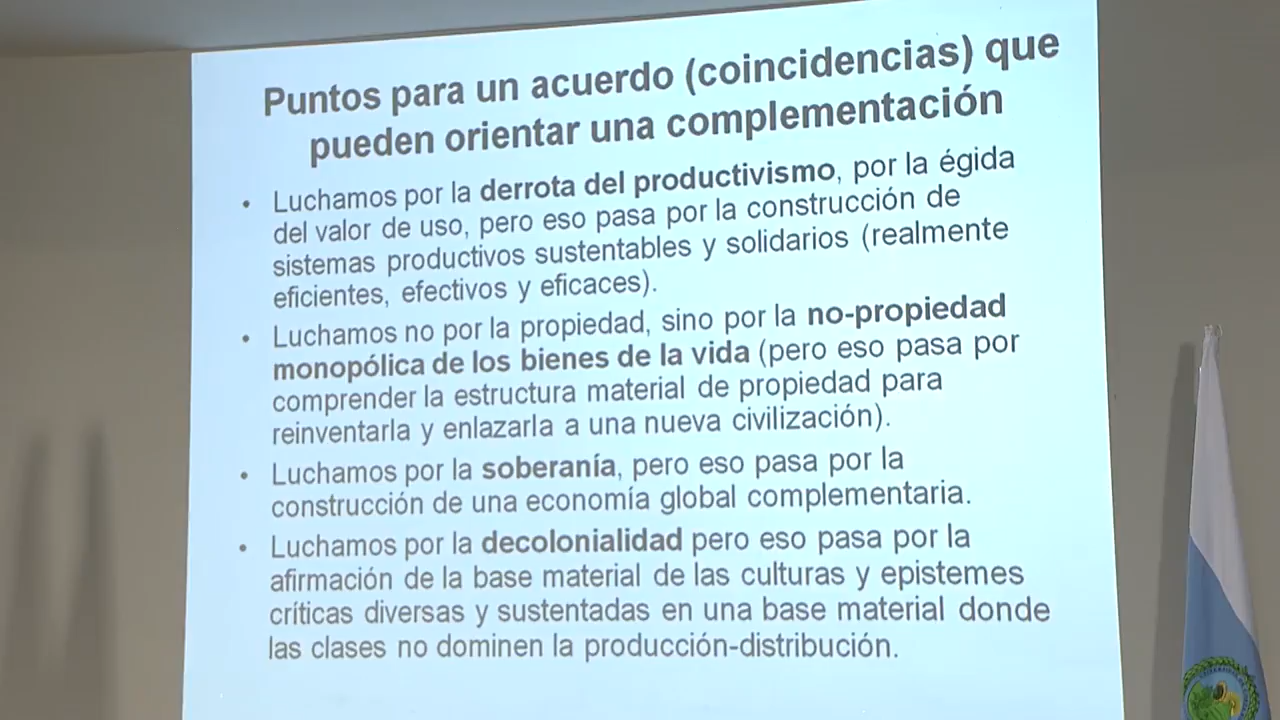 Puntos para un acuerdo (coincidencias) que
pueden orientar una complementación
• Luchamos por la derrota del productivismo, por la égida
del valor de uso, pero eso pasa por la construcción de
sistemas productivos sustentables y solidarios (realmente
eficientes, efectivos y eficaces).
• Luchamos no por la propiedad, sino por la no-propiedad
monopólica de los bienes de la vida (pero eso pasa por
comprender la estructura material de propiedad para
reinventarla y enlazarla a una nueva civilización).
• Luchamos por la soberanía, pero eso pasa por la
construcción de una economía global complementaria.
• Luchamos por la decolonialidad pero eso pasa por la
afirmación de la base material de las culturas y epistemes
críticas diversas y sustentadas en una base material donde
las clases no dominen la producción-distribución.